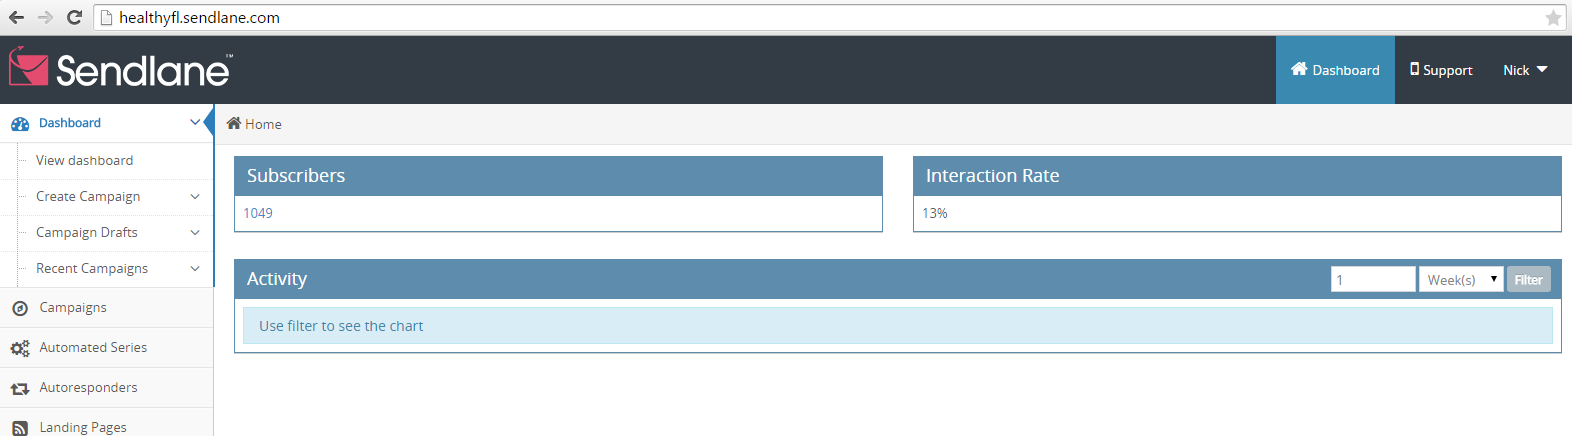 healthyfl.sendlane.com
Sendlane™
Dashboard
Support
Nick
Dashboard
View dashboard
Create Campaign
Campaign Drafts
Recent Campaigns
Campaigns
Automated Series
Autoresponders
Landing Pages
Home
Subscribers
1049
Interaction Rate
13%
Activity
1
Week(s)
Filter
Use filter to see the chart